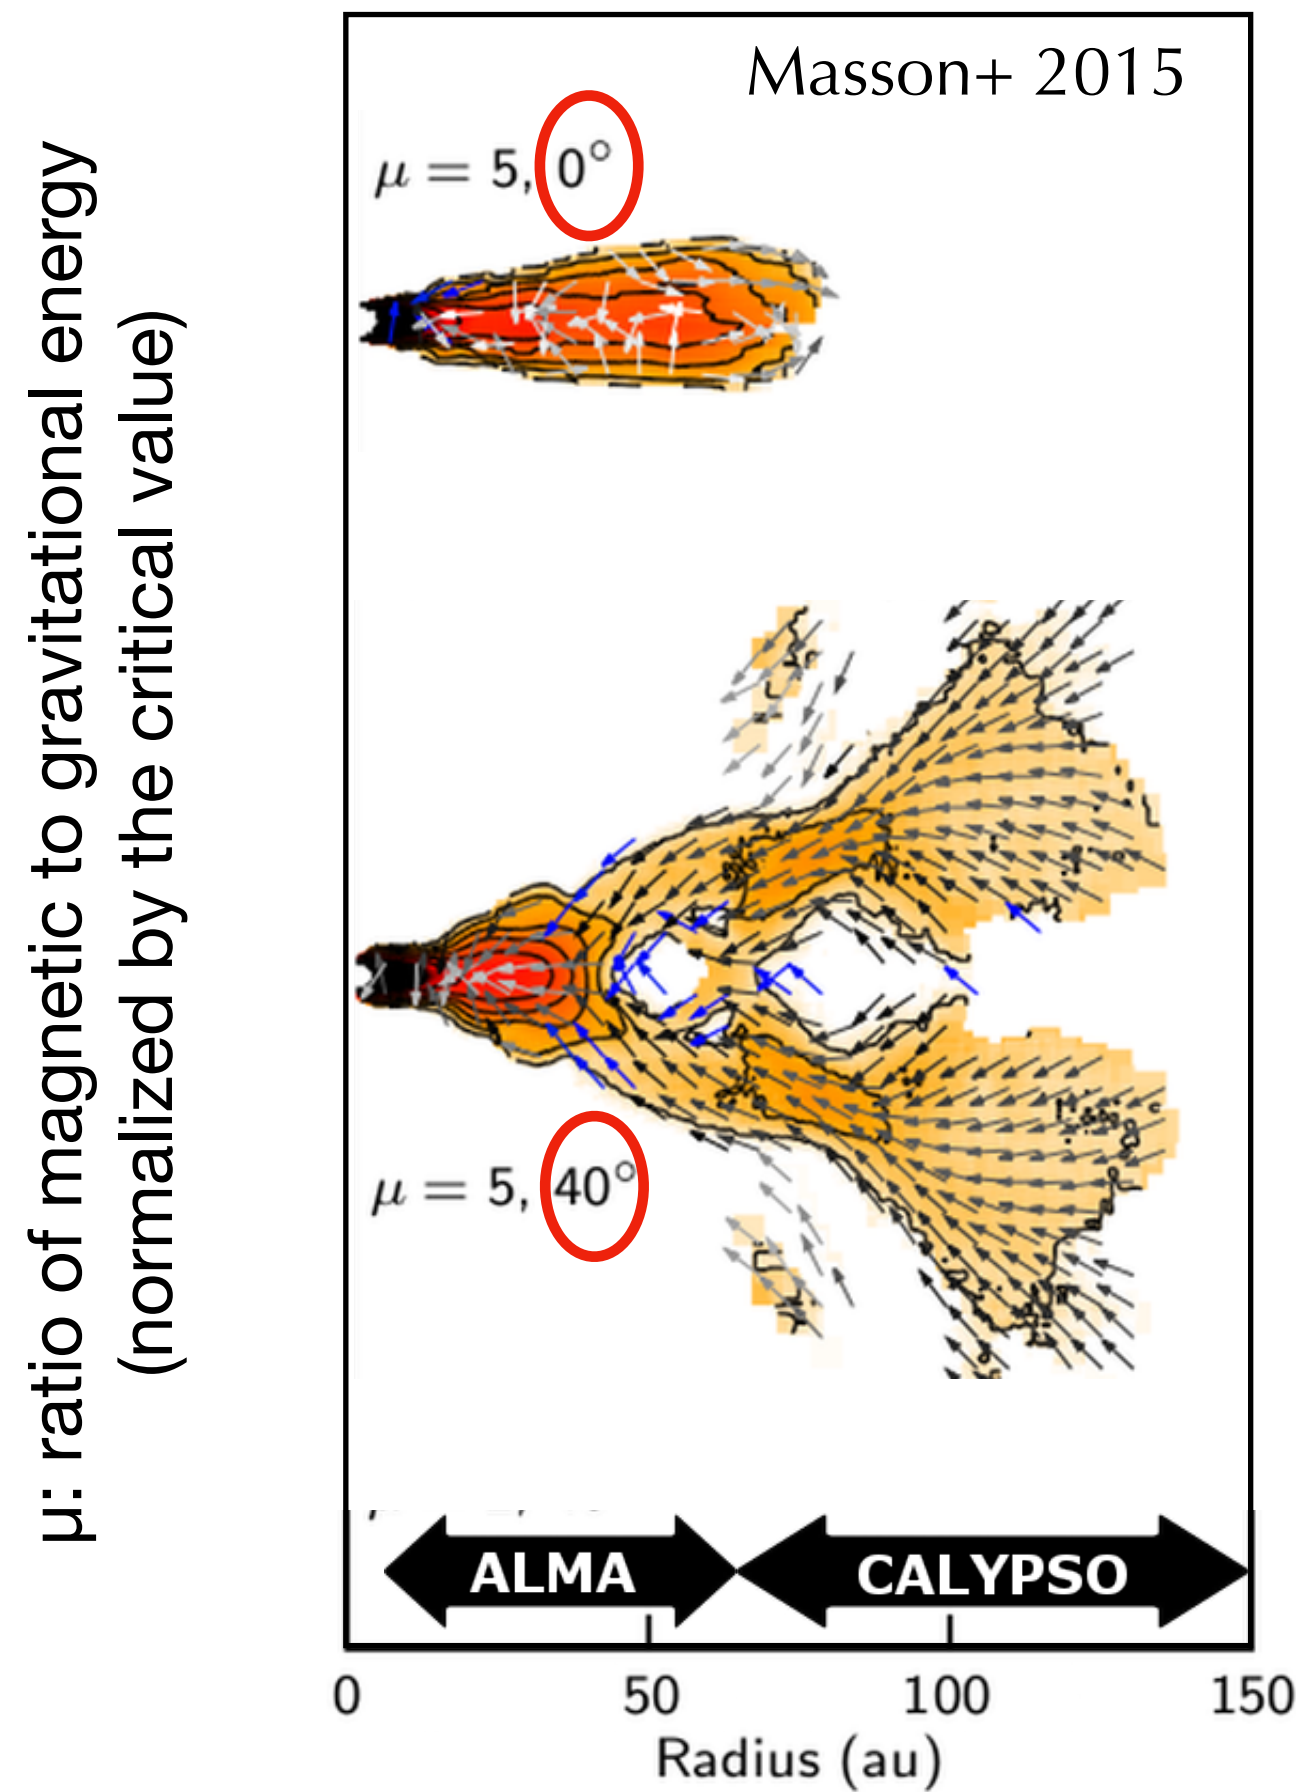 μ: ratio of magnetic to gravitational energy
(normalized by the critical value)
Masson+ 2015
μ = 5, 0°
μ = 5, 40°
ALMA
CALYPSO
0 50 100 150
Radius (au)